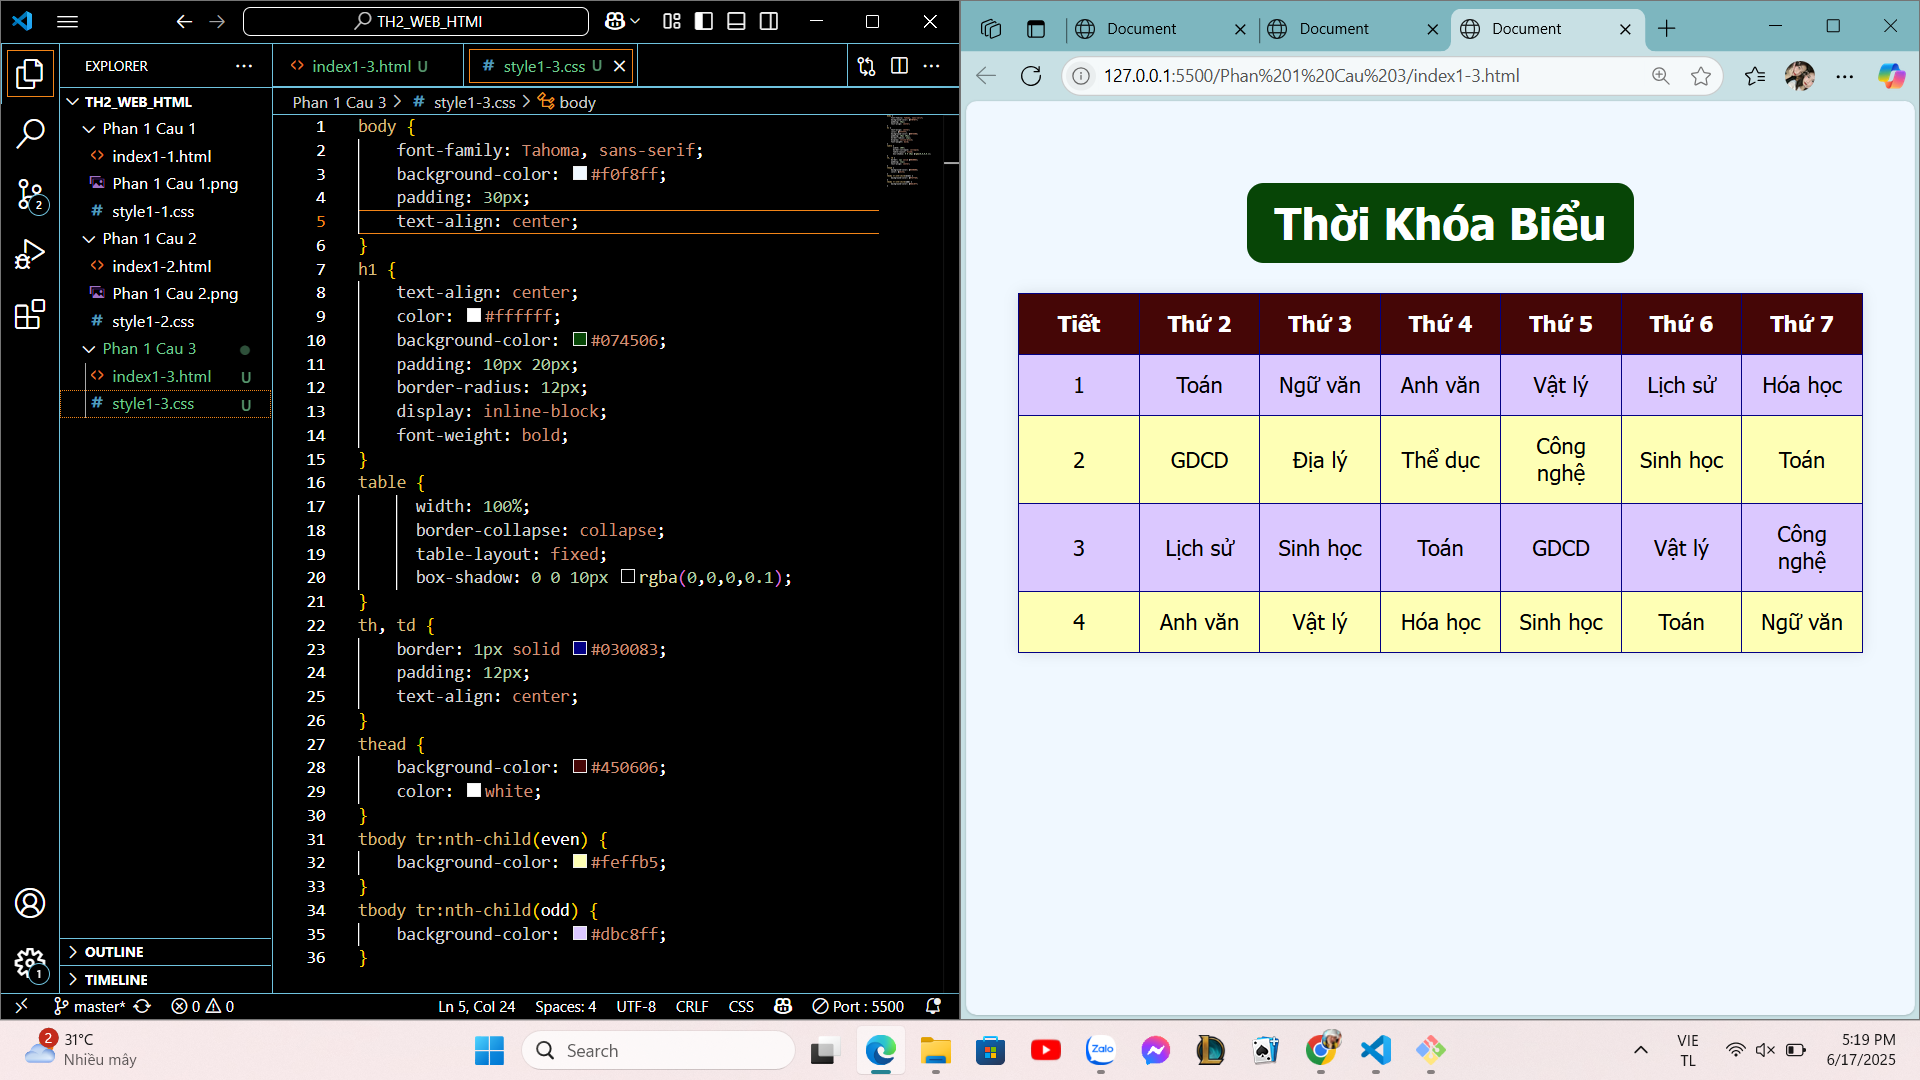 TH2_WEB_HTMl
EXPLORER
TH2_WEB_HTML
Phan 1 Cau 1
index1-1.html
Phan 1 Cau 1.png
style1-1.css
Phan 1 Cau 2
index1-2.html
Phan 1 Cau 2.png
style1-2.css
Phan 1 Cau 3
index1-3.html U
style1-3.css U
OUTLINE
TIMELINE
2
1
index1-3.html U
# style1-3.css U
Phan 1 Cau 3 > # style1-3.css > body
1 body {
2 font-family: Tahoma, sans-serif;
3 background-color: #f0f8ff;
4 padding: 30px;
5 text-align: center;
6 }
7 h1 {
8 text-align: center;
9 color: #ffffff;
10 background-color: #074506;
11 padding: 10px 20px;
12 border-radius: 12px;
13 display: inline-block;
14 font-weight: bold;
15 }
16 table {
17 width: 100%;
18 border-collapse: collapse;
19 table-layout: fixed;
20 box-shadow: 0 0 10px rgba(0,0,0,0.1);
21 }
22 th, td {
23 border: 1px solid #030083;
24 padding: 12px;
25 text-align: center;
26 }
27 thead {
28 background-color: #450606;
29 color: white;
30 }
31 tbody tr:nth-child(even) {
32 background-color: #feffb5;
33 }
34 tbody tr:nth-child(odd) {
35 background-color: #dbc8ff;
36 }
master* 0 0 Ln 5, Col 24 Spaces: 4 UTF-8 CRLF CSS Port : 5500
Document Document Document
127.0.0.1:5500/Phan%201%20Cau%203/index1-3.html
Thời Khóa Biểu
Tiết Thứ 2 Thứ 3 Thứ 4 Thứ 5 Thứ 6 Thứ 7
1 Toán Ngữ văn Anh văn Vật lý Lịch sử Hóa học
2 GDCD Địa lý Thể dục Công nghệ Sinh học Toán
3 Lịch sử Sinh học Toán GDCD Vật lý Công nghệ
4 Anh văn Vật lý Hóa học Sinh học Toán Ngữ văn
2
31°C
Nhiều mây
Search
Zalo
VIE
TL
5:19 PM
6/17/2025